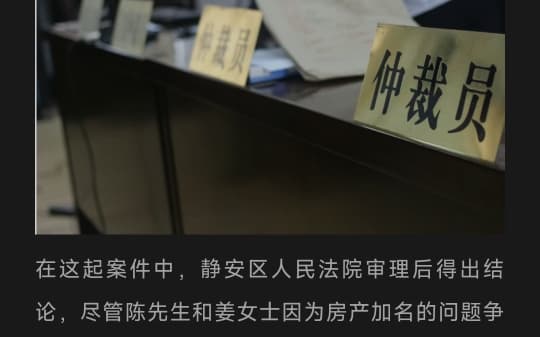 仲裁员
仲裁员
在这起案件中，静安区人民法院审理后得出结
论，尽管陈先生和姜女士因为房产加名的问题争